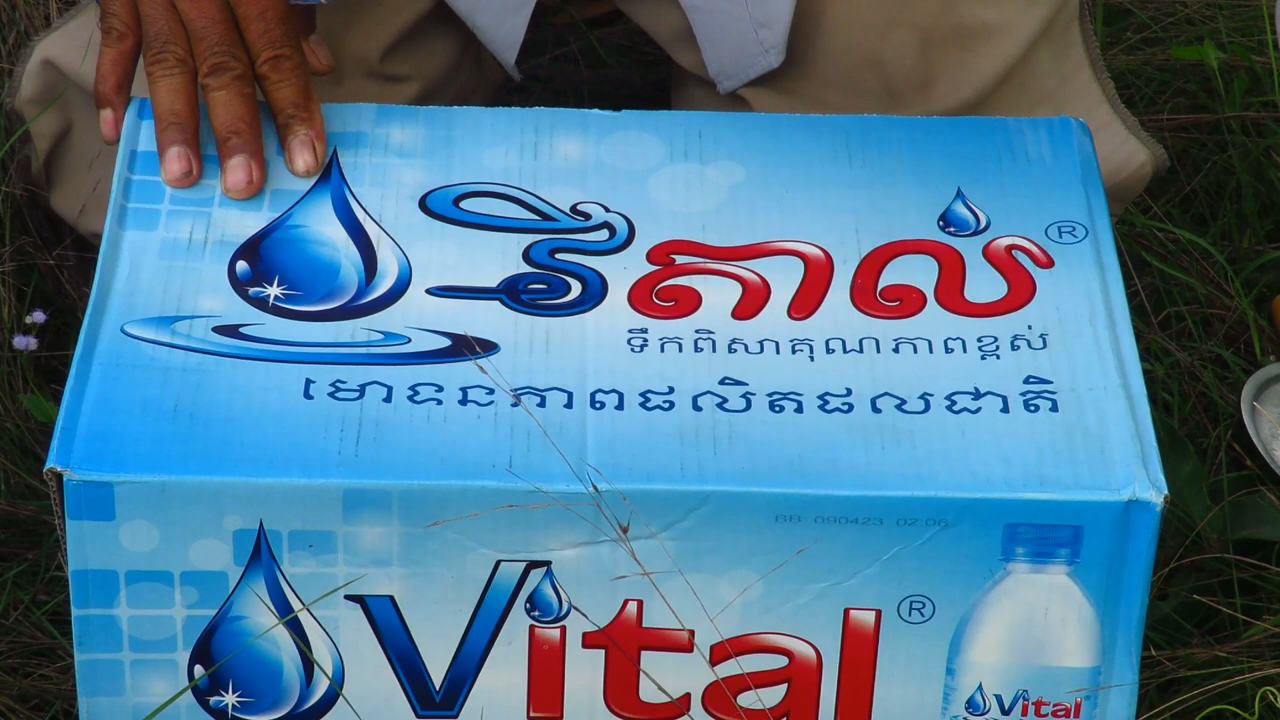 វីតាល់ ®
ទឹកពិសាគុណភាពខ្ពស់
មោទនភាពផលិតផលជាតិ
BB 090423 02:06
Vital ®
Vital